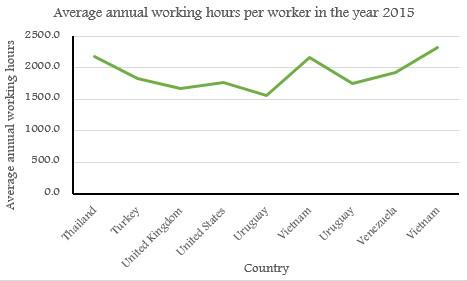 Average annual working hours per worker in the year 2015
Average annual working hours
2500.0
2000.0
1500.0
1000.0
500.0
0.0
Thailand
Turkey
United Kingdom
United States
Uruguay
Vietnam
Uruguay
Venezuela
Vietnam
Country